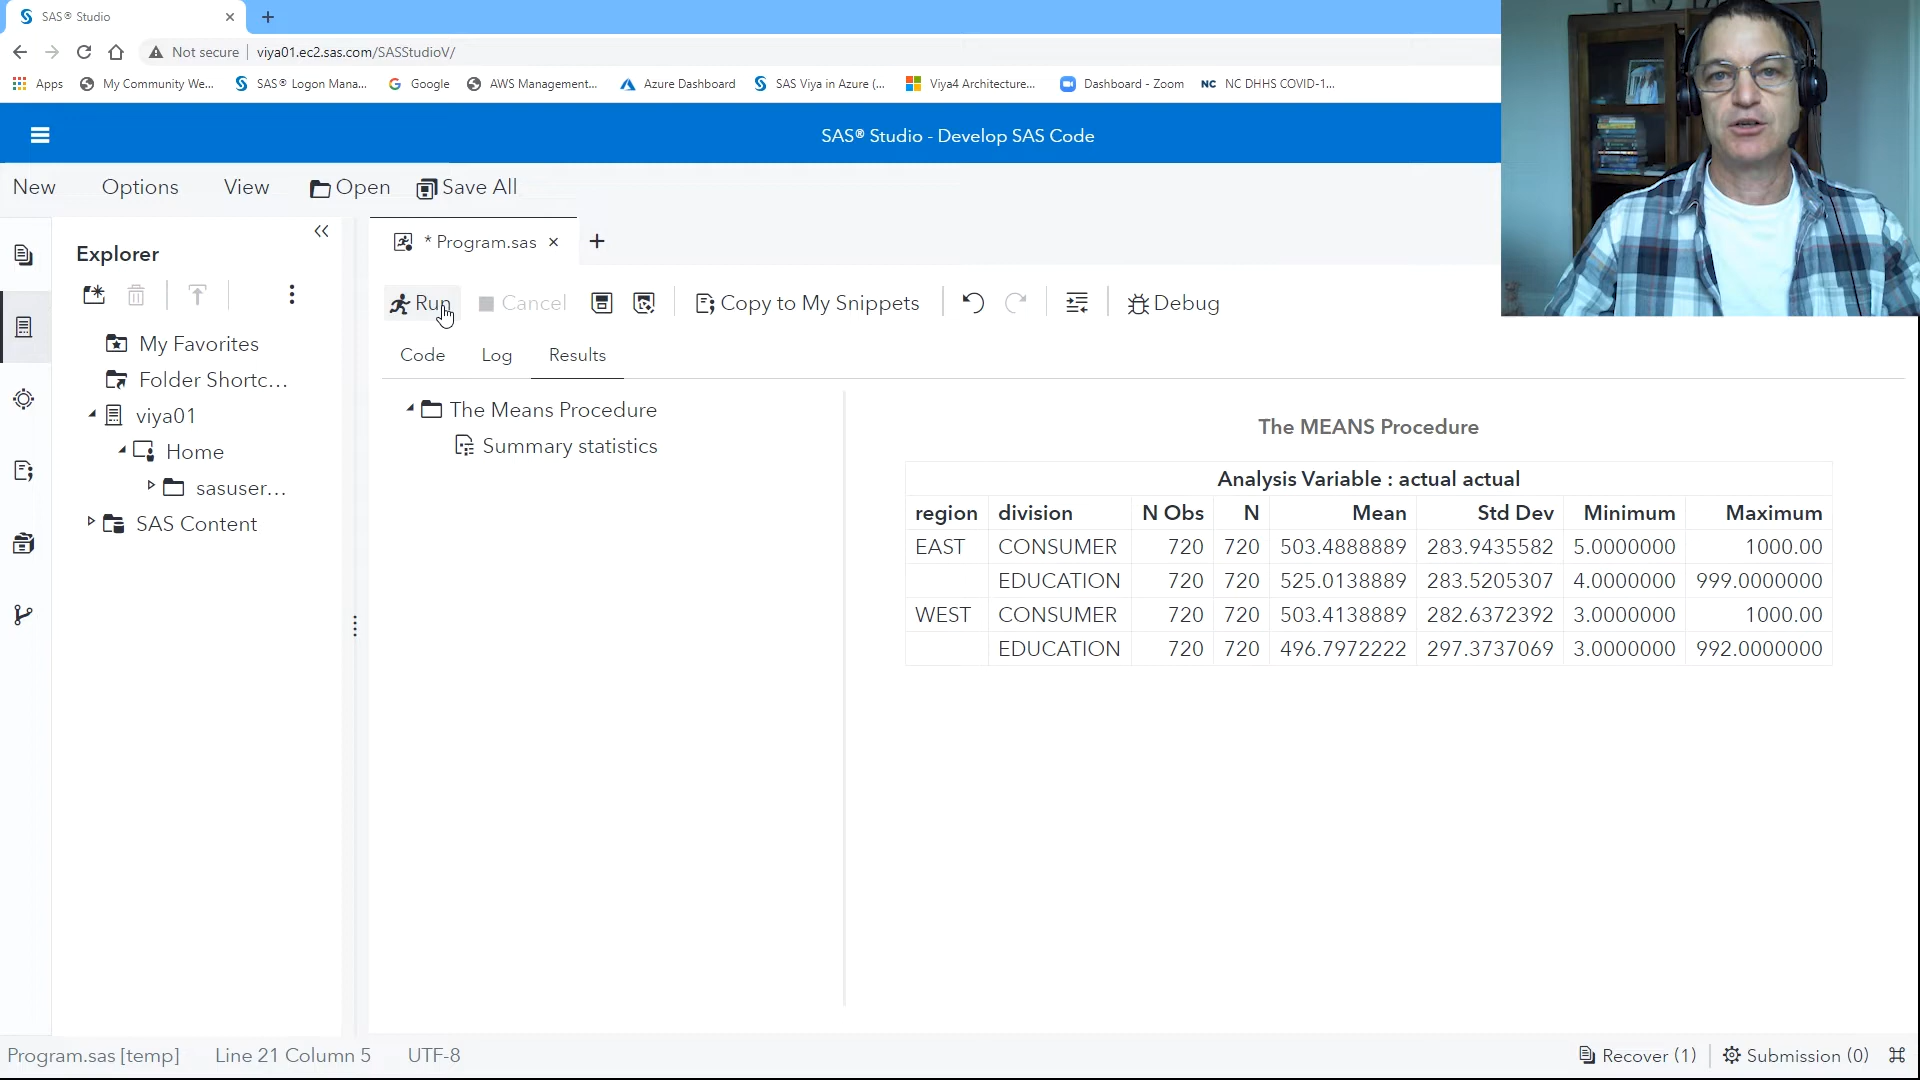 SAS® Studio
Not secure
viya01.ec2.sas.com/SASStudioV/
Apps
My Community We...
SAS® Logon Mana...
Google
AWS Management...
Azure Dashboard
SAS Viya in Azure (...
Viya4 Architecture...
Dashboard - Zoom
NC NC DHHS COVID-1...
SAS® Studio - Develop SAS Code
New
Options
View
Open
Save All
Explorer
My Favorites
Folder Shortc...
viya01
Home
sasuser...
SAS Content
* Program.sas
Run
Cancel
Copy to My Snippets
Debug
Code
Log
Results
The Means Procedure
Summary statistics
The MEANS Procedure
Analysis Variable : actual actual
region division N Obs N Mean Std Dev Minimum Maximum
EAST CONSUMER 720 720 503.4888889 283.9435582 5.0000000 1000.00
EDUCATION 720 720 525.0138889 283.5205307 4.0000000 999.0000000
WEST CONSUMER 720 720 503.4138889 282.6372392 3.0000000 1000.00
EDUCATION 720 720 496.7972222 297.3737069 3.0000000 992.0000000
Program.sas [temp]
Line 21 Column 5
UTF-8
Recover (1)
Submission (0)